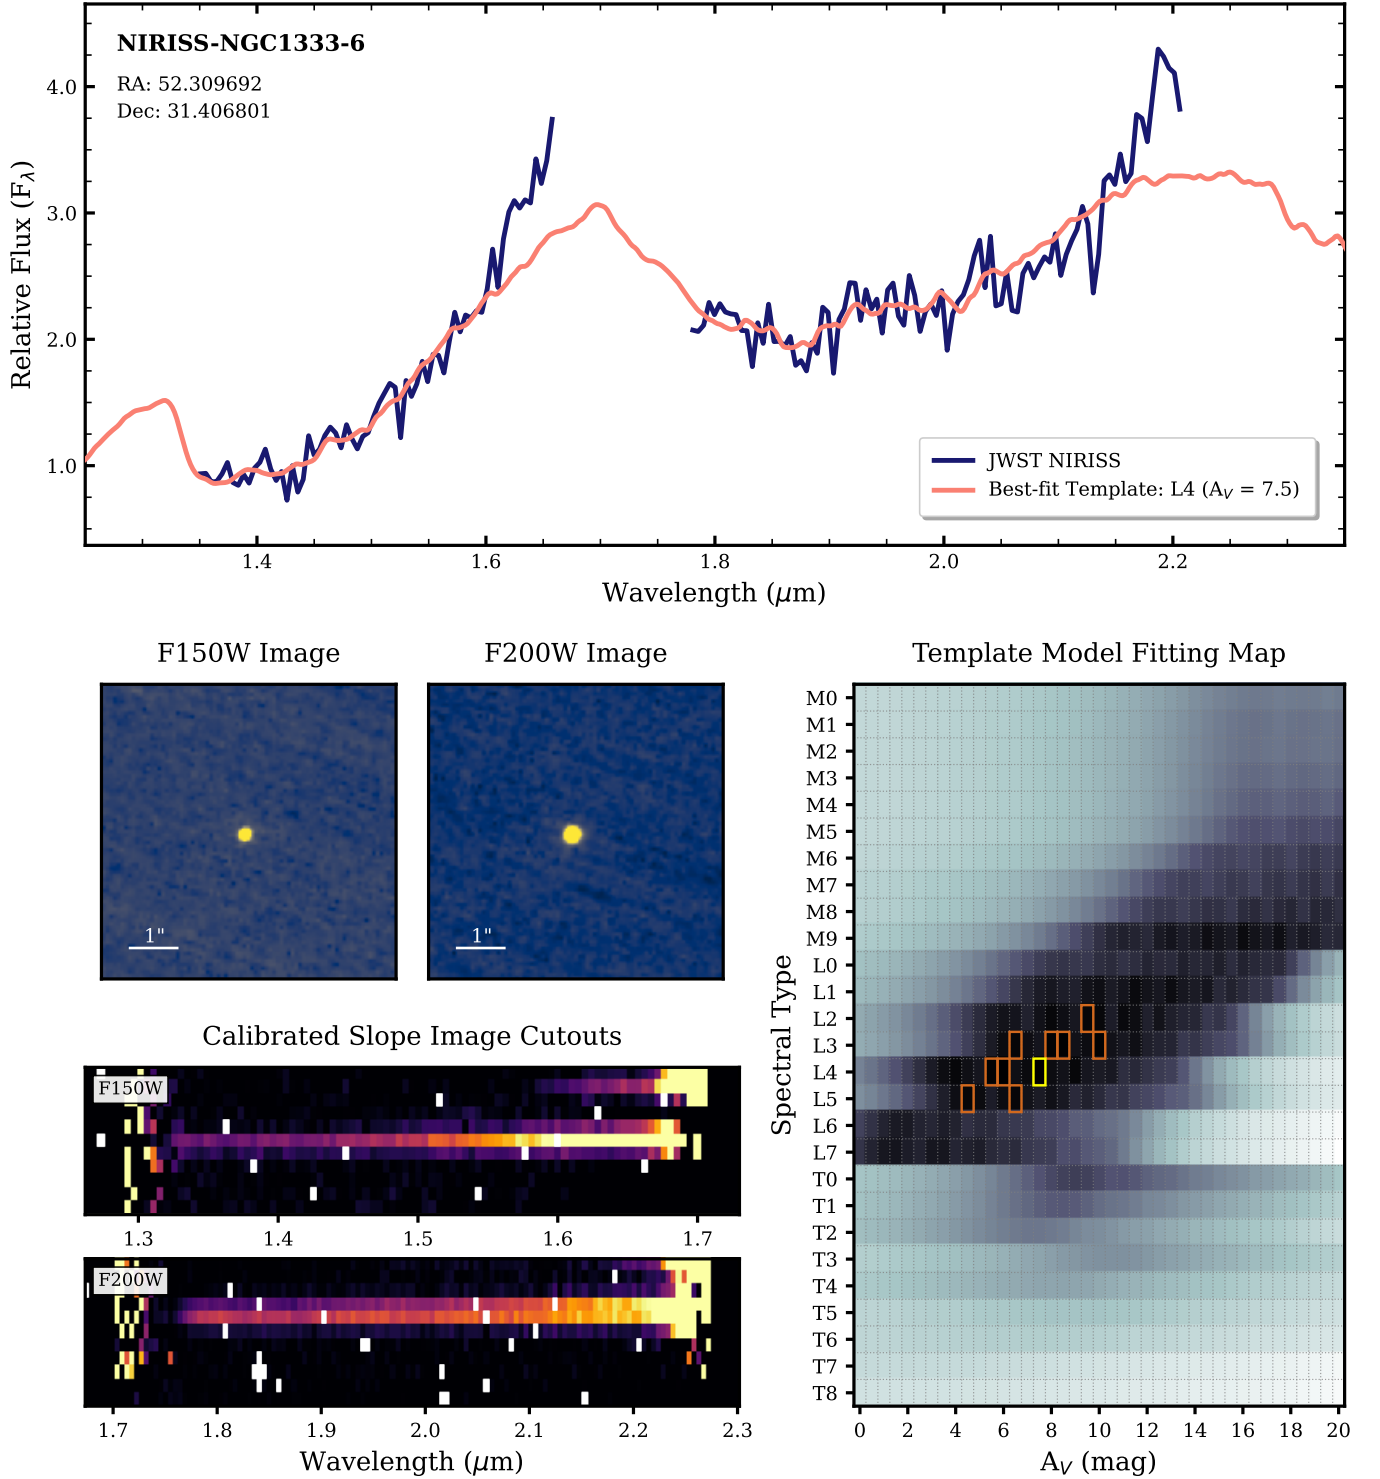 NIRISS-NGC1333-6
RA: 52.309692
Dec: 31.406801
4.0
3.0
2.0
1.0
Relative Flux (Fλ)
JWST NIRISS
Best-fit Template: L4 (AV = 7.5)
1.4 1.6 1.8 2.0 2.2
Wavelength (μm)
F150W Image
1"
F200W Image
1"
Calibrated Slope Image Cutouts
F150W
1.3 1.4 1.5 1.6 1.7
F200W
1.7 1.8 1.9 2.0 2.1 2.2 2.3
Wavelength (μm)
Template Model Fitting Map
Spectral Type
M0
M1
M2
M3
M4
M5
M6
M7
M8
M9
L0
L1
L2
L3
L4
L5
L6
L7
T0
T1
T2
T3
T4
T5
T6
T7
T8
0 2 4 6 8 10 12 14 16 18 20
AV (mag)